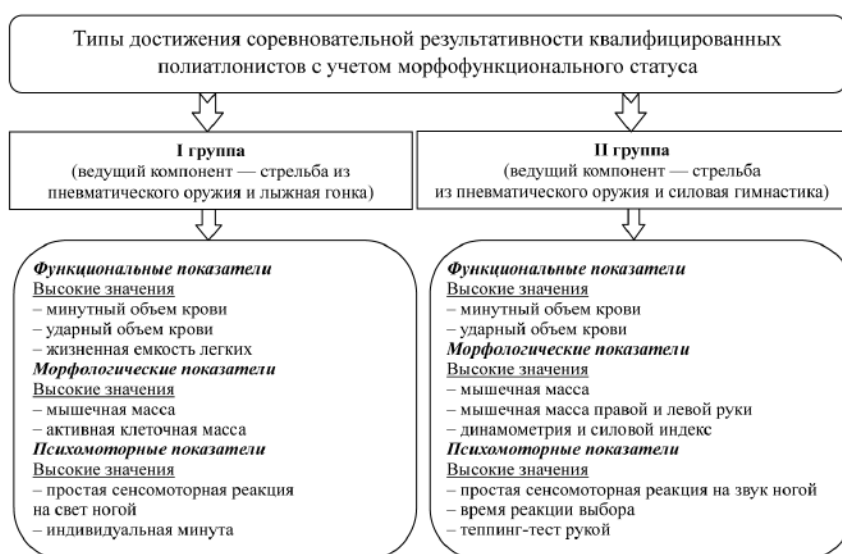 Типы достижения соревновательной результативности квалифицированных
полиатлонистов с учетом морфофункционального статуса
I группа
(ведущий компонент — стрельба из
пневматического оружия и лыжная гонка)
II группа
(ведущий компонент — стрельба
из пневматического оружия и силовая гимнастика)
Функциональные показатели
Высокие значения
– минутный объем крови
– ударный объем крови
– жизненная емкость легких
Морфологические показатели
Высокие значения
– мышечная масса
– активная клеточная масса
Психомоторные показатели
Высокие значения
– простая сенсомоторная реакция
на свет ногой
– индивидуальная минута
Функциональные показатели
Высокие значения
– минутный объем крови
– ударный объем крови
Морфологические показатели
Высокие значения
– мышечная масса
– мышечная масса правой и левой руки
– динамометрия и силовой индекс
Психомоторные показатели
Высокие значения
– простая сенсомоторная реакция на звук ногой
– время реакции выбора
– теппинг-тест рукой